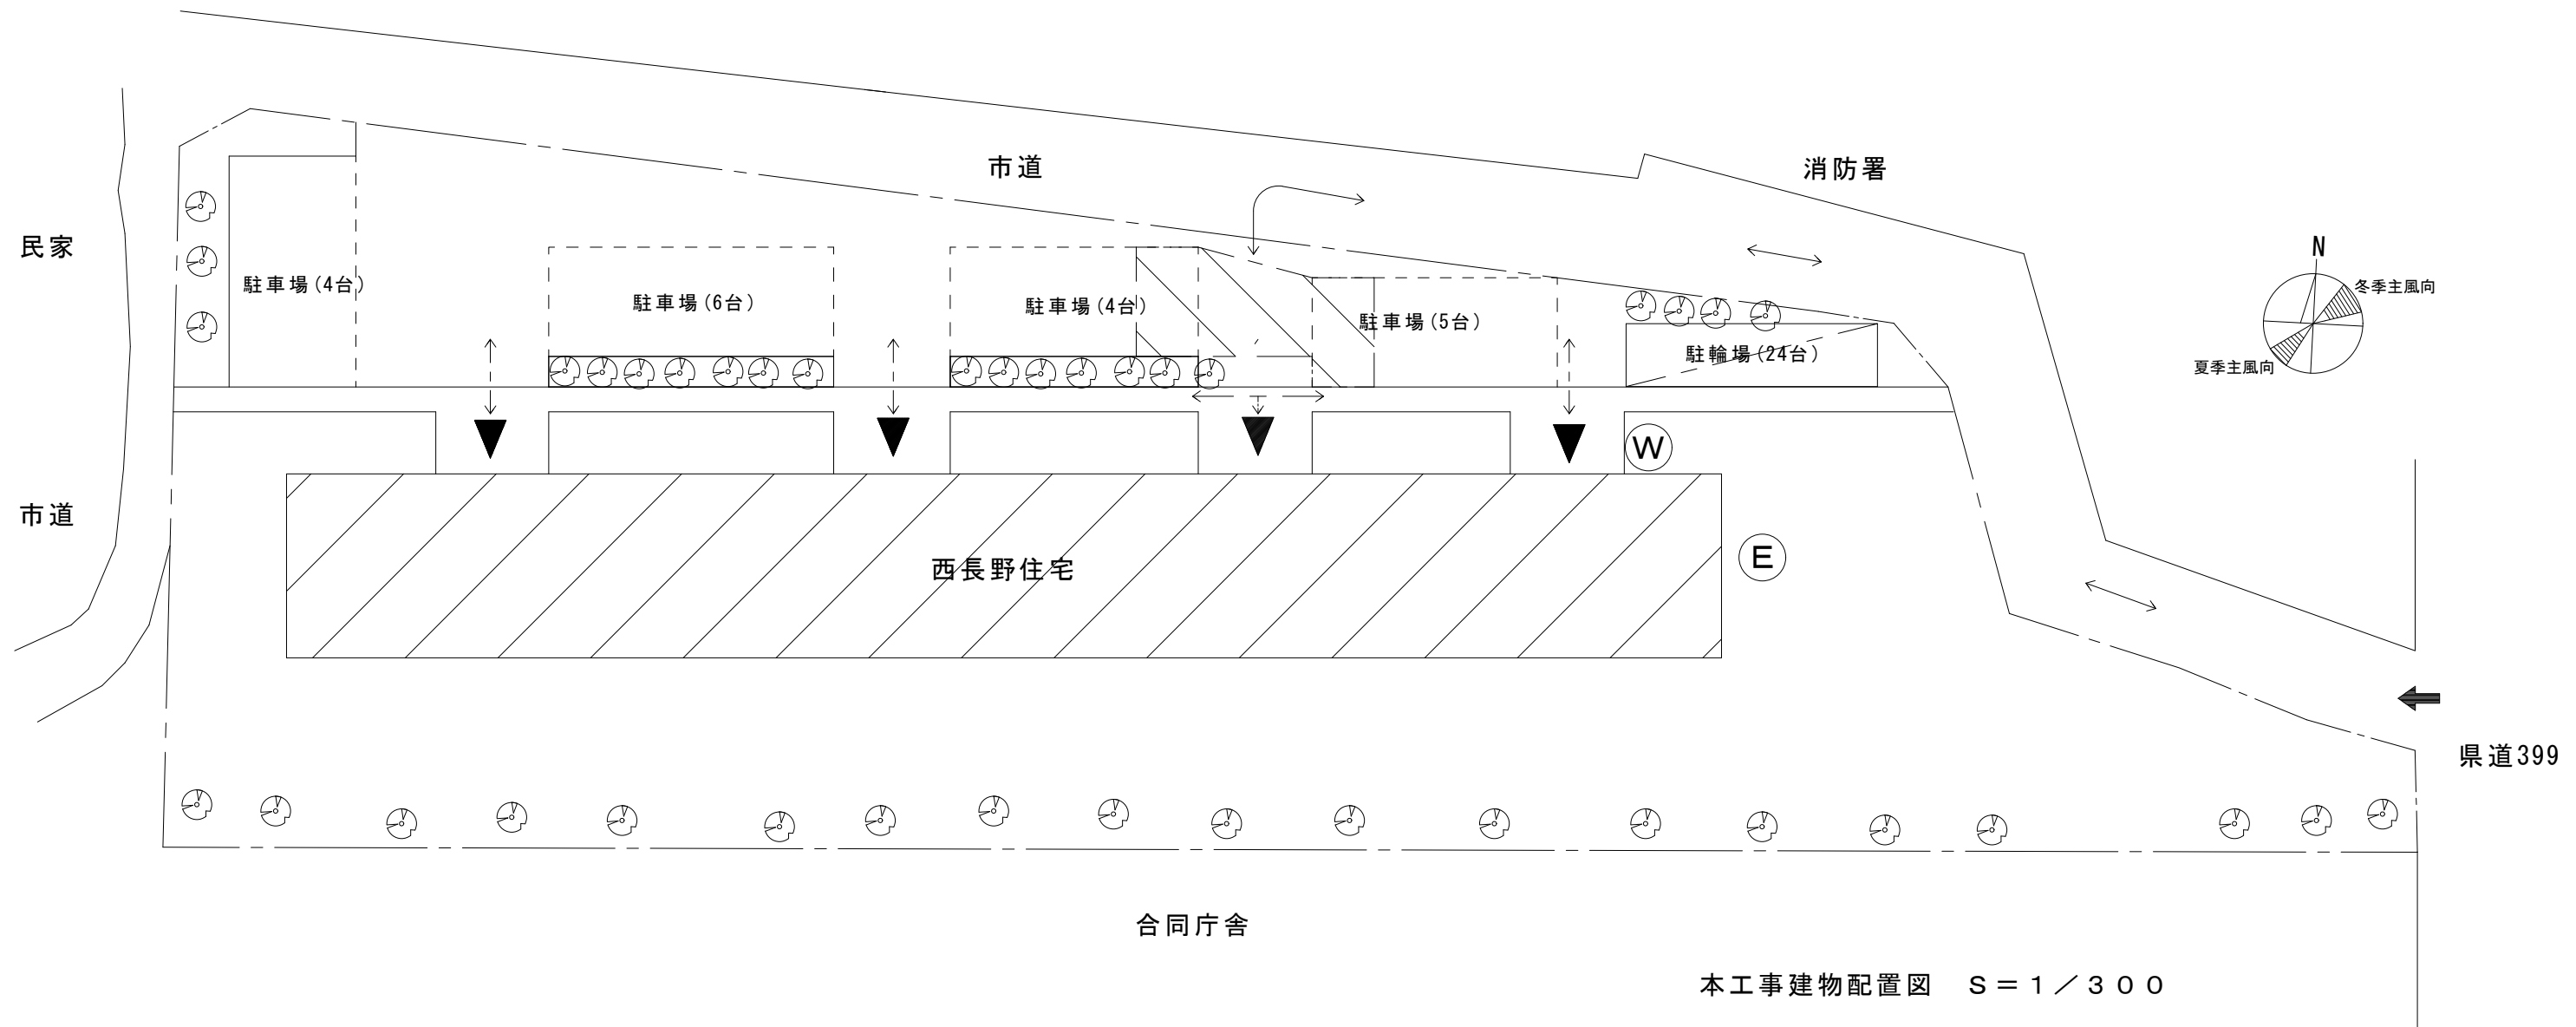 市道
消防署
民家
N
冬季主風向
駐車場(4台)
駐車場(6台)
駐車場(4台)
駐車場(5台)
駐輪場(24台)
夏季主風向
W
市道
西長野住宅
E
県道399
合同庁舎
本工事建物配置図　S=1/300